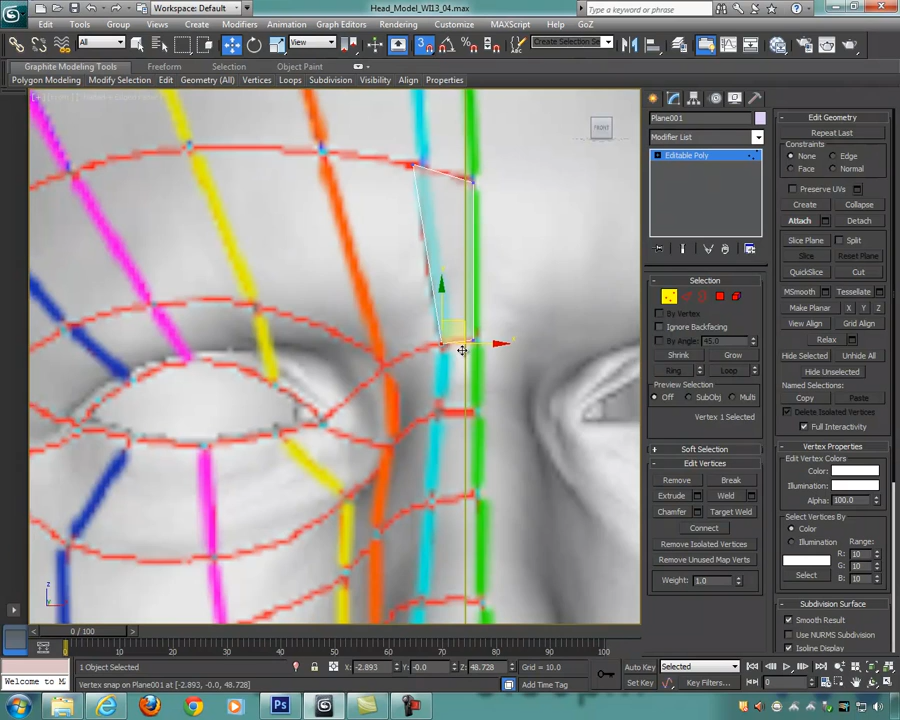 Workspace: Default
Head_Model_WII3_04.max
Type a keyword or phrase
Edit Tools Group Views Create Modifiers Animation Graph Editors Rendering Customize MAXScript Help GoZ
All View Create Selection Se
Graphite Modeling Tools Freeform Selection Object Paint
Polygon Modeling Modify Selection Edit Geometry (All) Vertices Loops Subdivision Visibility Align Properties
FRONT
Plane001
Modifier List
Editable Poly
Selection
By Vertex
Ignore Backfacing
By Angle: 45.0
Shrink Grow
Ring Loop
Preview Selection
Off SubObj Multi
Vertex 1 Selected
Soft Selection
Edit Vertices
Remove Break
Extrude Weld
Chamfer Target Weld
Connect
Remove Isolated Vertices
Remove Unused Map Verts
Weight: 1.0
Edit Geometry
Repeat Last
Constraints
None Edge
Face Normal
Preserve UVs
Create Collapse
Attach Detach
Slice Plane Split
Slice Reset Plane
QuickSlice Cut
MSmooth Tessellate
Make Planar X Y Z
View Align Grid Align
Relax
Hide Selected Unhide All
Hide Unselected
Named Selections:
Copy Paste
Delete Isolated Vertices
Full Interactivity
Vertex Properties
Edit Vertex Colors
Color:
Illumination:
Alpha: 100.0
Select Vertices By
Color Range:
Illumination R: 10
G: 10
Select B: 10
Subdivision Surface
Smooth Result
Use NURMS Subdivision
Isoline Display
z
0 / 100
10 20 30 40 50 60 70 80 90 100
1 Object Selected X: -2.893 Y: -0.0 Z: 48.728 Grid = 10.0 Auto Key Selected
Welcome to M Vertex snap on Plane001 at [-2.893, -0.0, 48.728] Add Time Tag Set Key Key Filters... 0